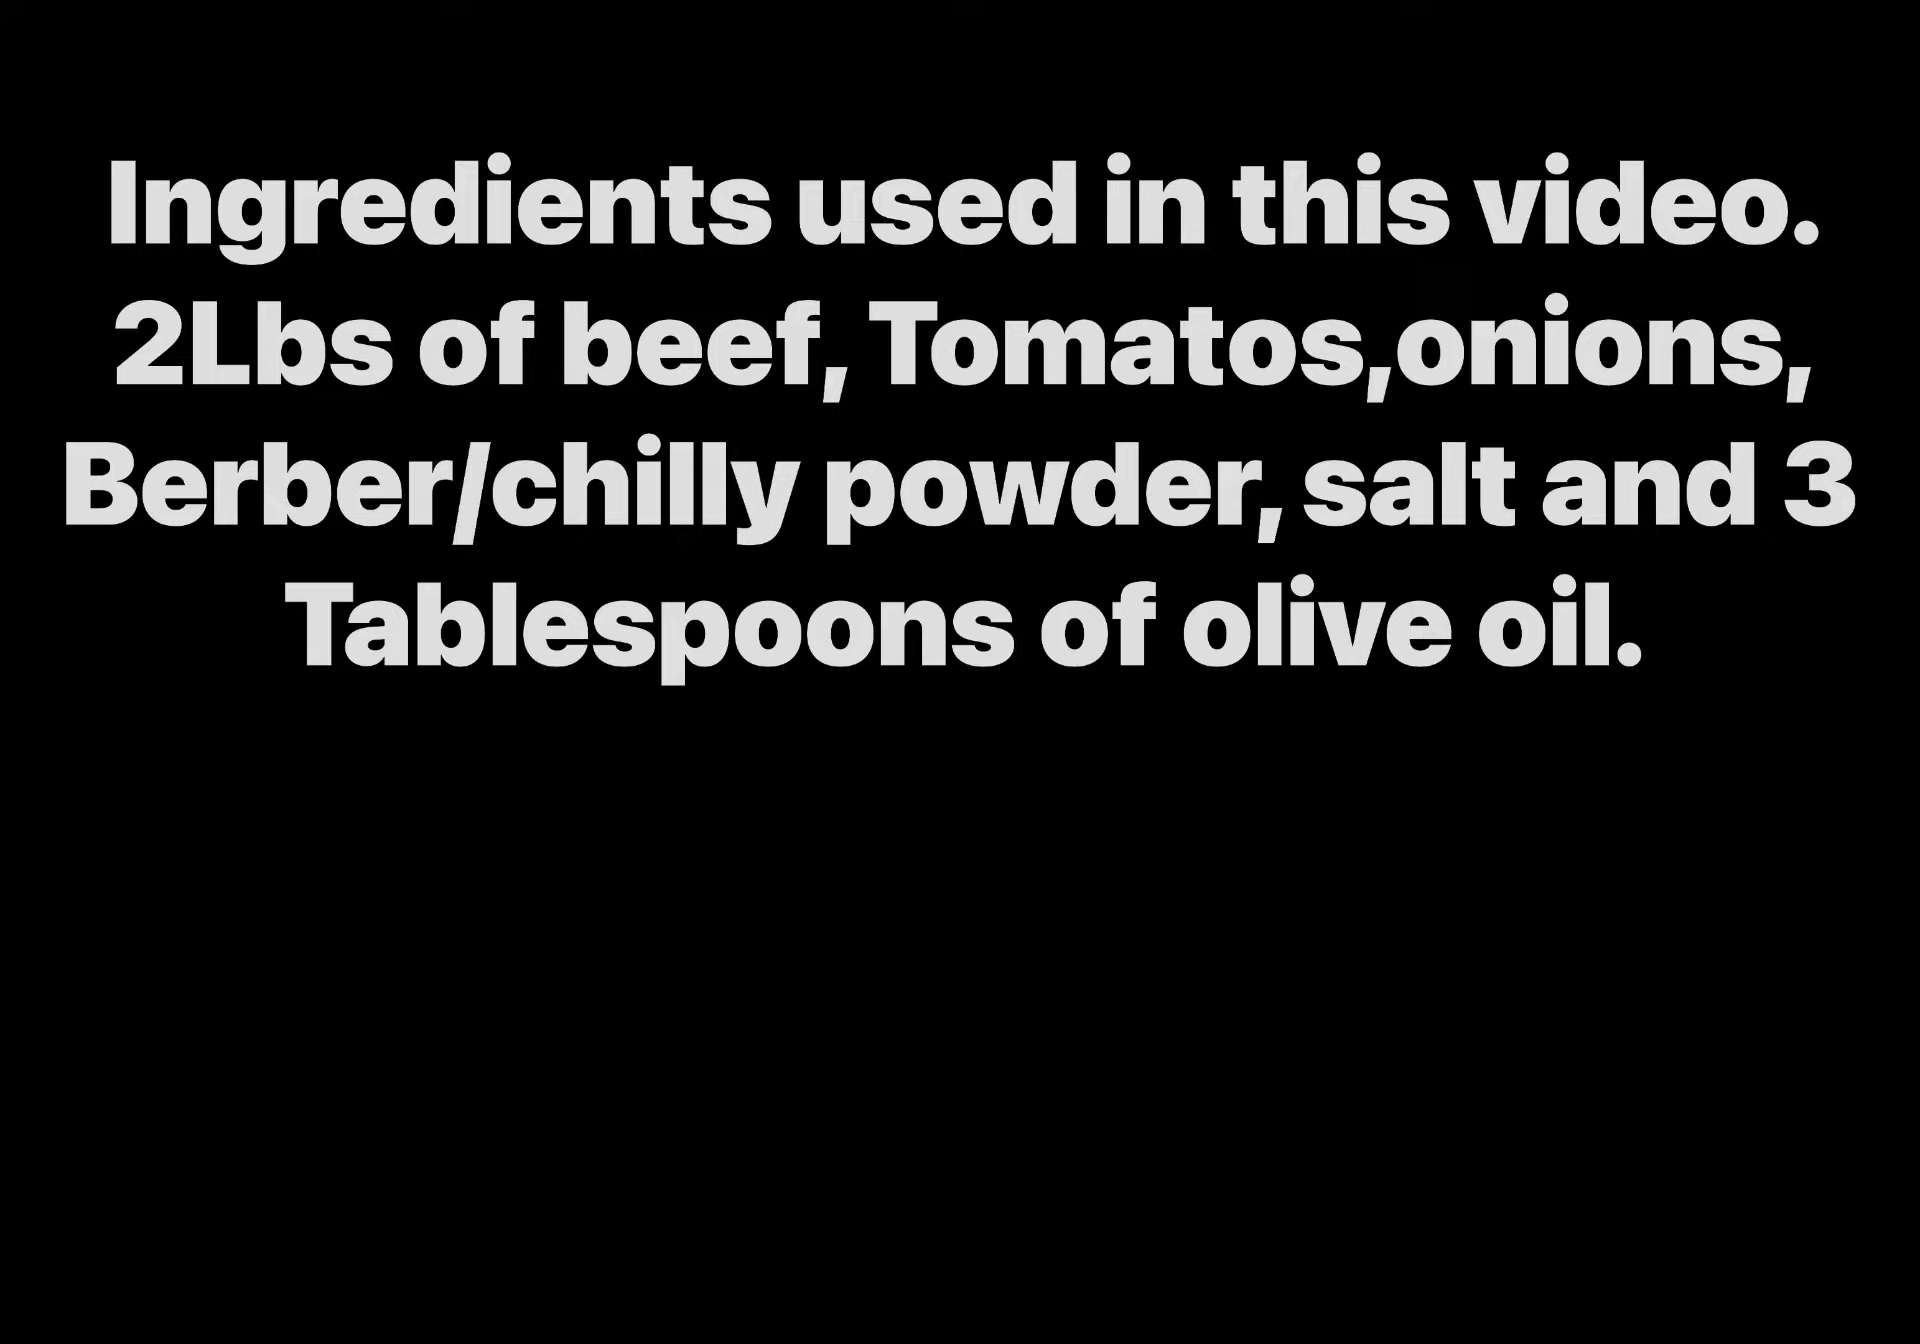 Ingredients used in this video.
2Lbs of beef, Tomatos,onions,
Berber/chilly powder, salt and 3
Tablespoons of olive oil.